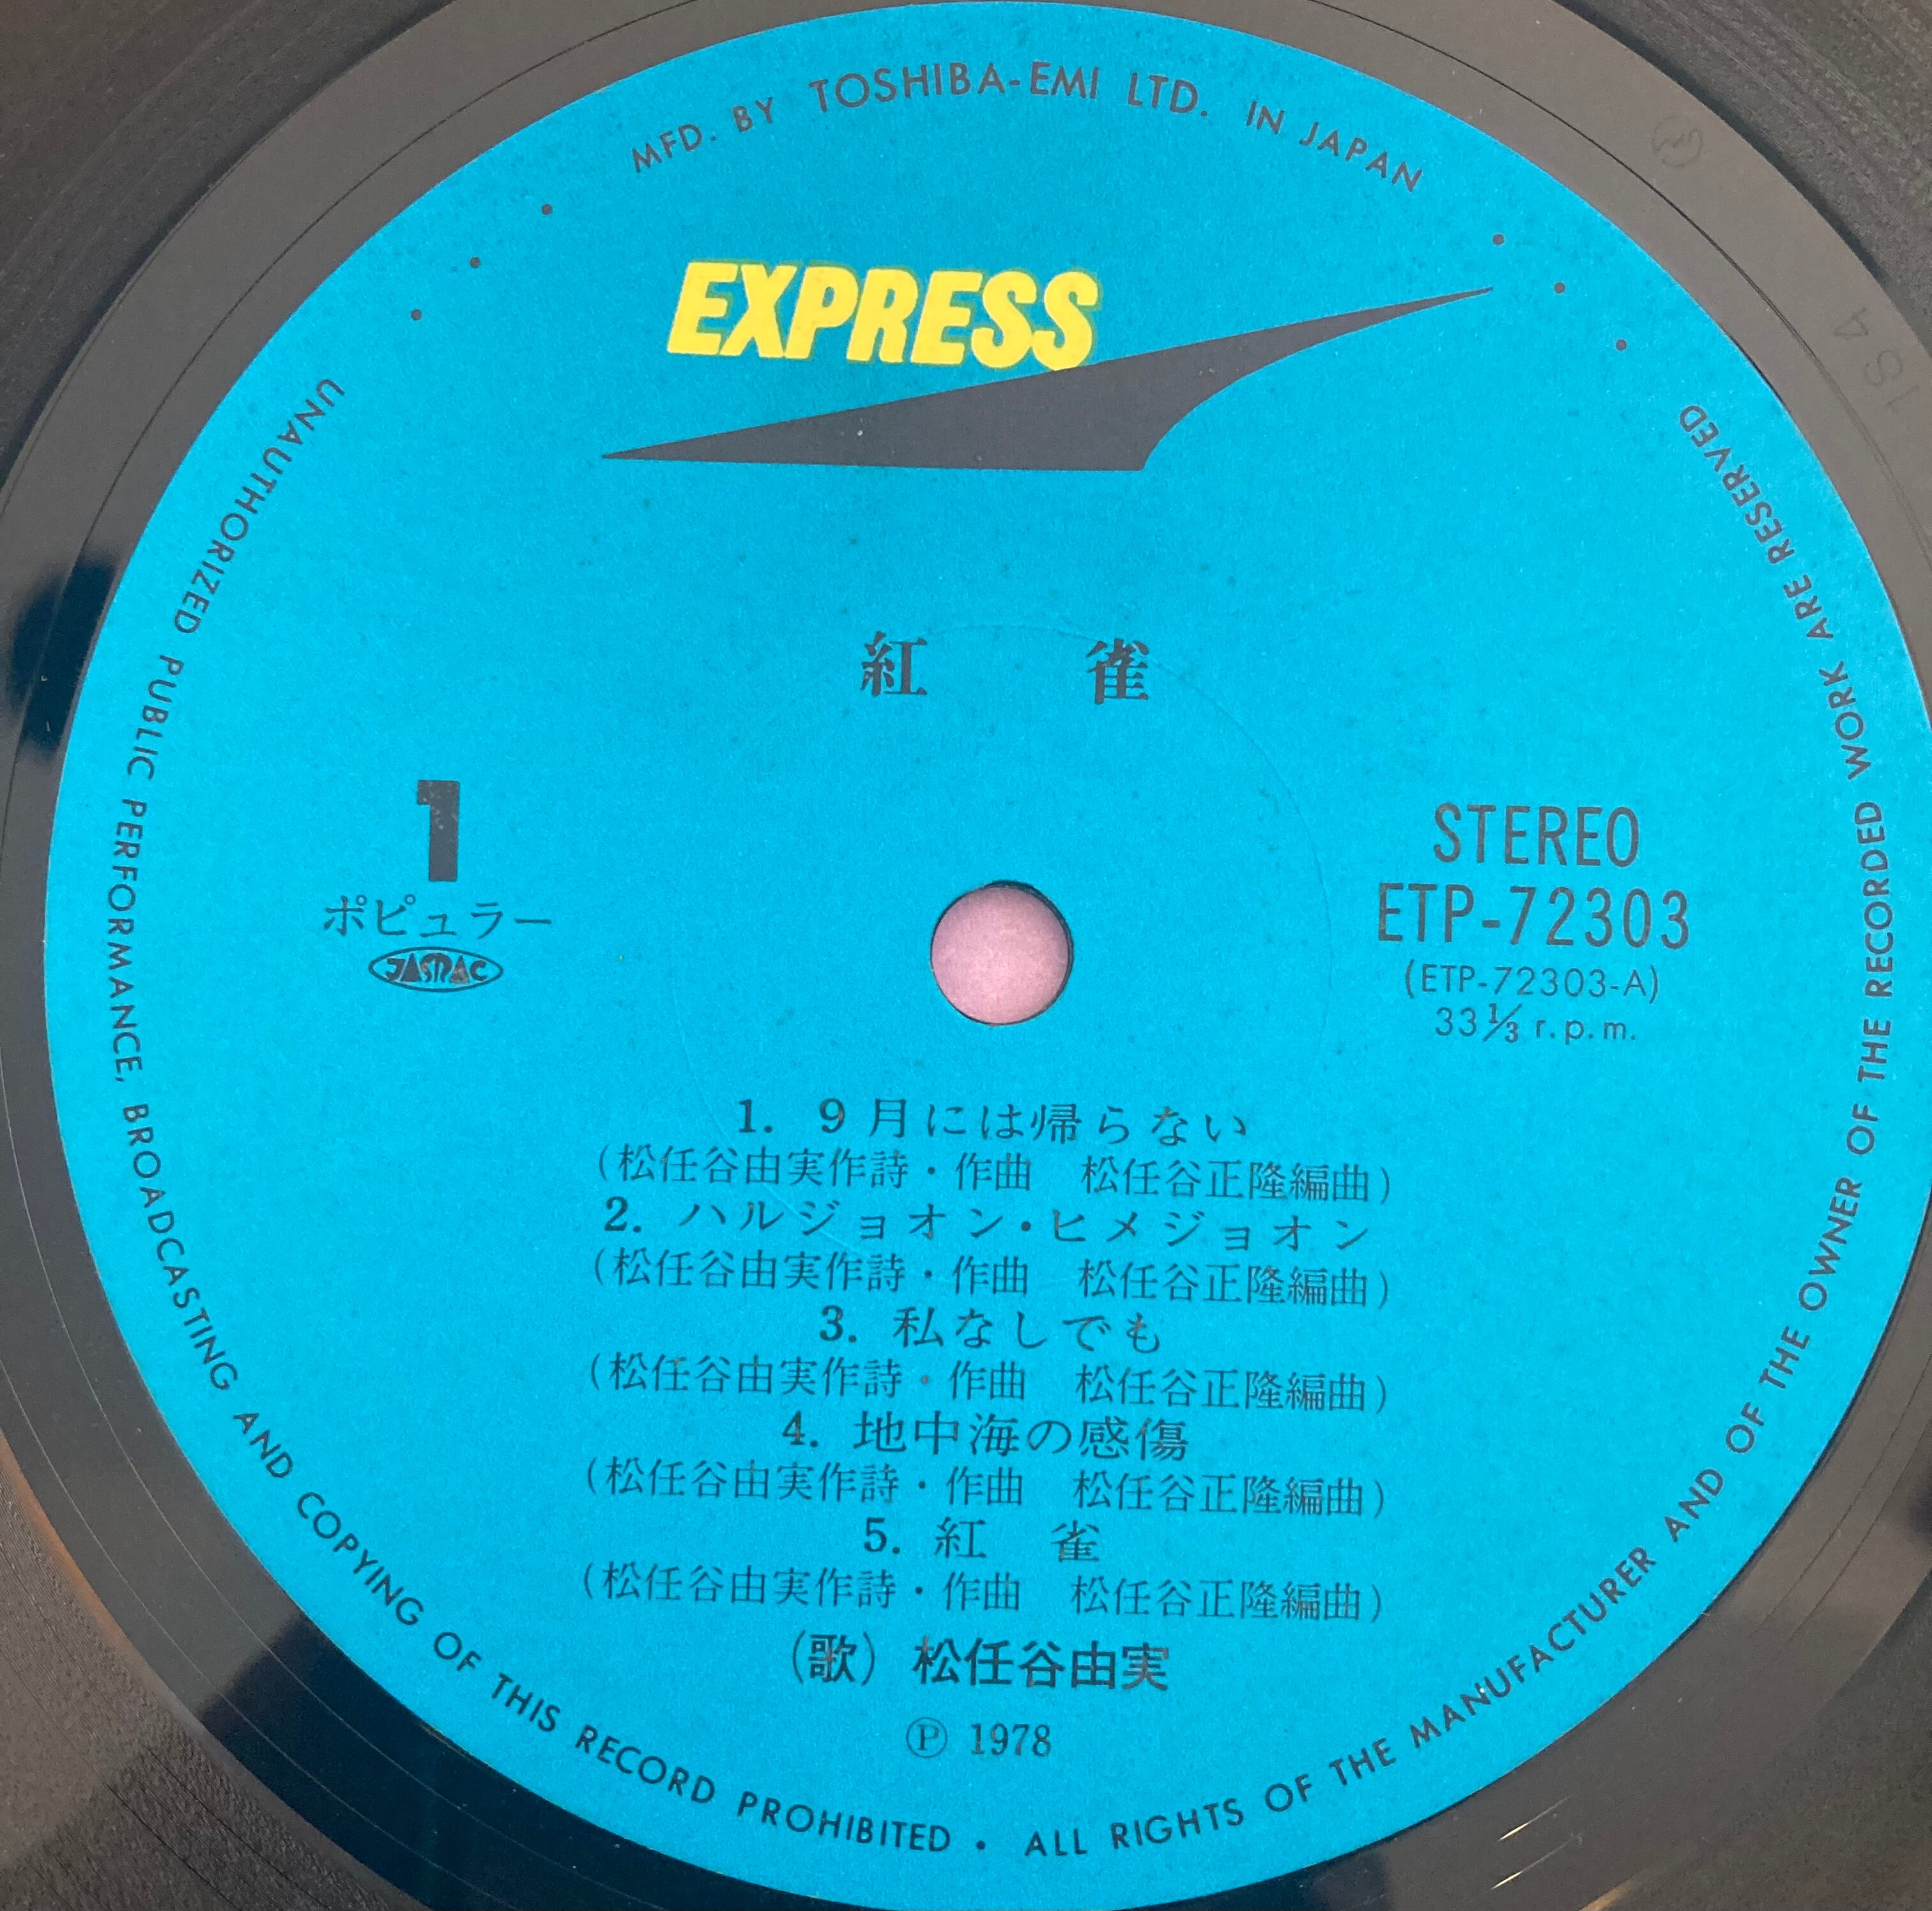 MFD. BY TOSHIBA-EMI LTD. IN JAPAN
EXPRESS
紅 雀
1
ポピュラー
JASRAC
STEREO
ETP-72303
(ETP-72303-A)
33⅓ r.p.m.
1. 9月には帰らない
(松任谷由実作詩・作曲 松任谷正隆編曲)
2. ハルジョオン・ヒメジョオン
(松任谷由実作詩・作曲 松任谷正隆編曲)
3. 私なしでも
(松任谷由実作詩・作曲 松任谷正隆編曲)
4. 地中海の感傷
(松任谷由実作詩・作曲 松任谷正隆編曲)
5. 紅 雀
(松任谷由実作詩・作曲 松任谷正隆編曲)
(歌) 松任谷由実
Ⓟ 1978
UNAUTHORIZED PUBLIC PERFORMANCE, BROADCASTING AND COPYING OF THIS RECORD PROHIBITED • ALL RIGHTS OF THE MANUFACTURER AND OF THE OWNER OF THE RECORDED WORK ARE RESERVED